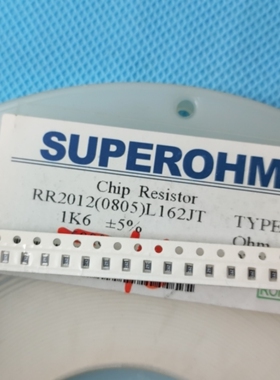 SUPEROHM
Chip Resistor
RR2012(0805)L162JT
TYPE
1K6 ±5%
Ohm